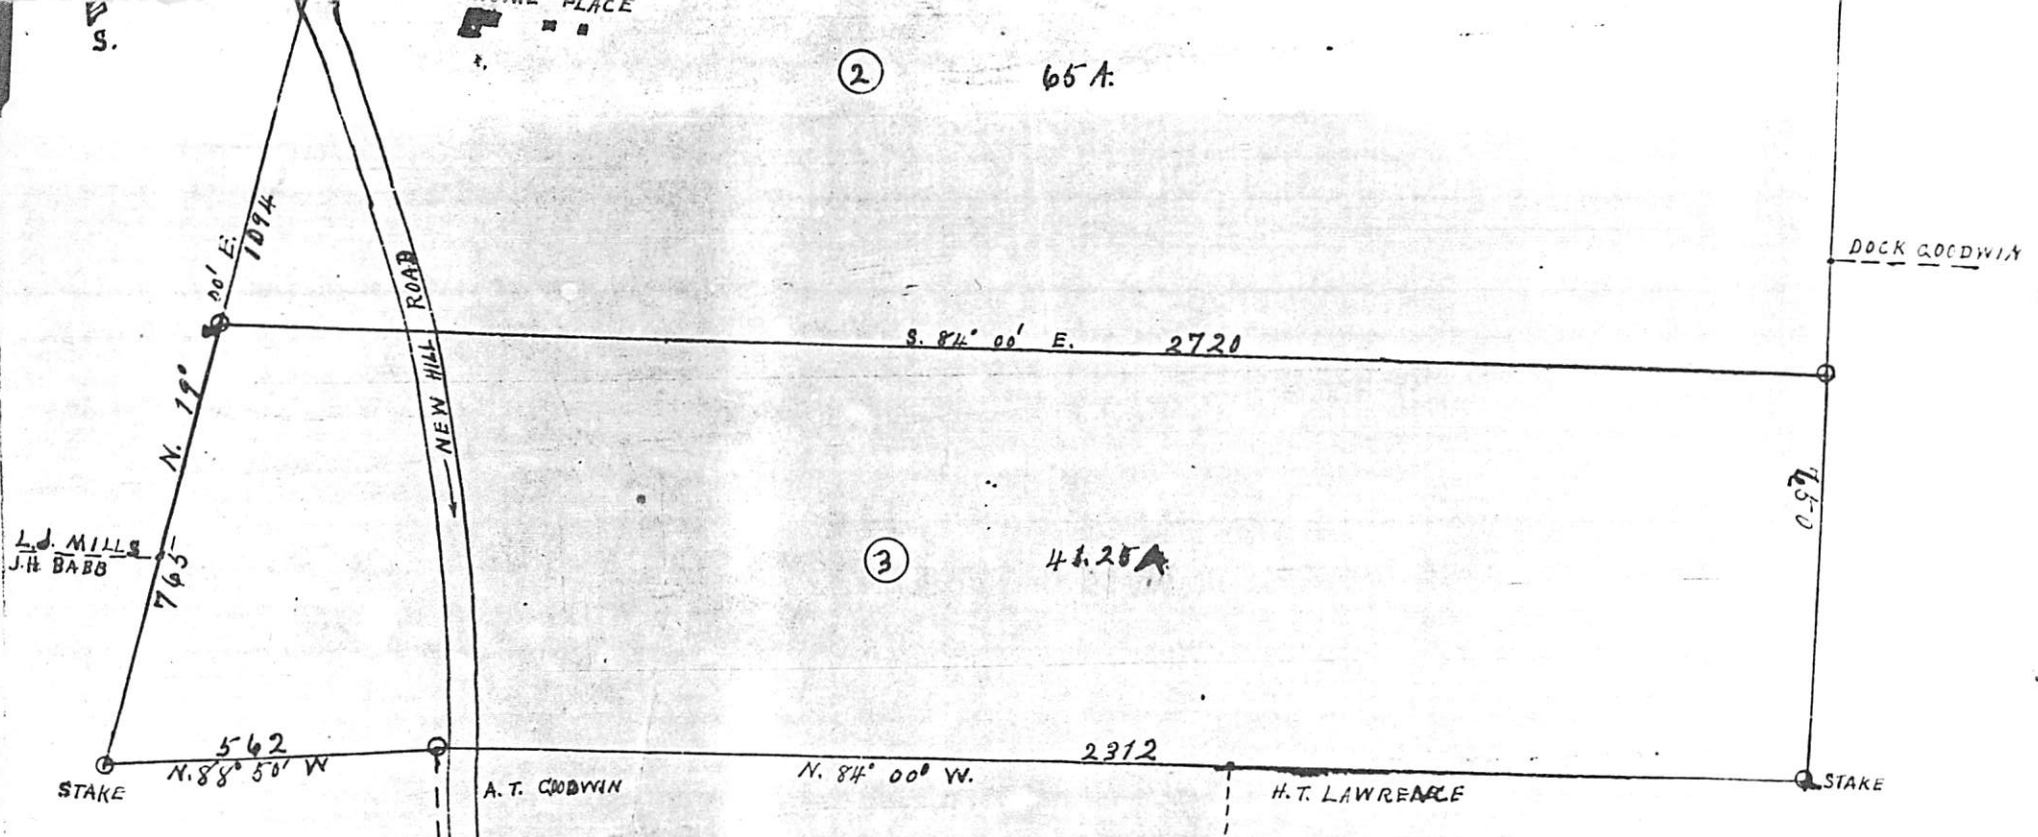 S.
PLACE
2
65 A.
N. 19° 00' E.
1094
NEW HILL ROAD
DOCK GOODWIN
S. 84° 00' E. 2720
650
L.J. MILLS
J.H. BABB
765
3
41.25 A
562
N. 88° 50' W
STAKE
A.T. GOODWIN
2312
N. 84° 00' W.
H.T. LAWRENCE
STAKE